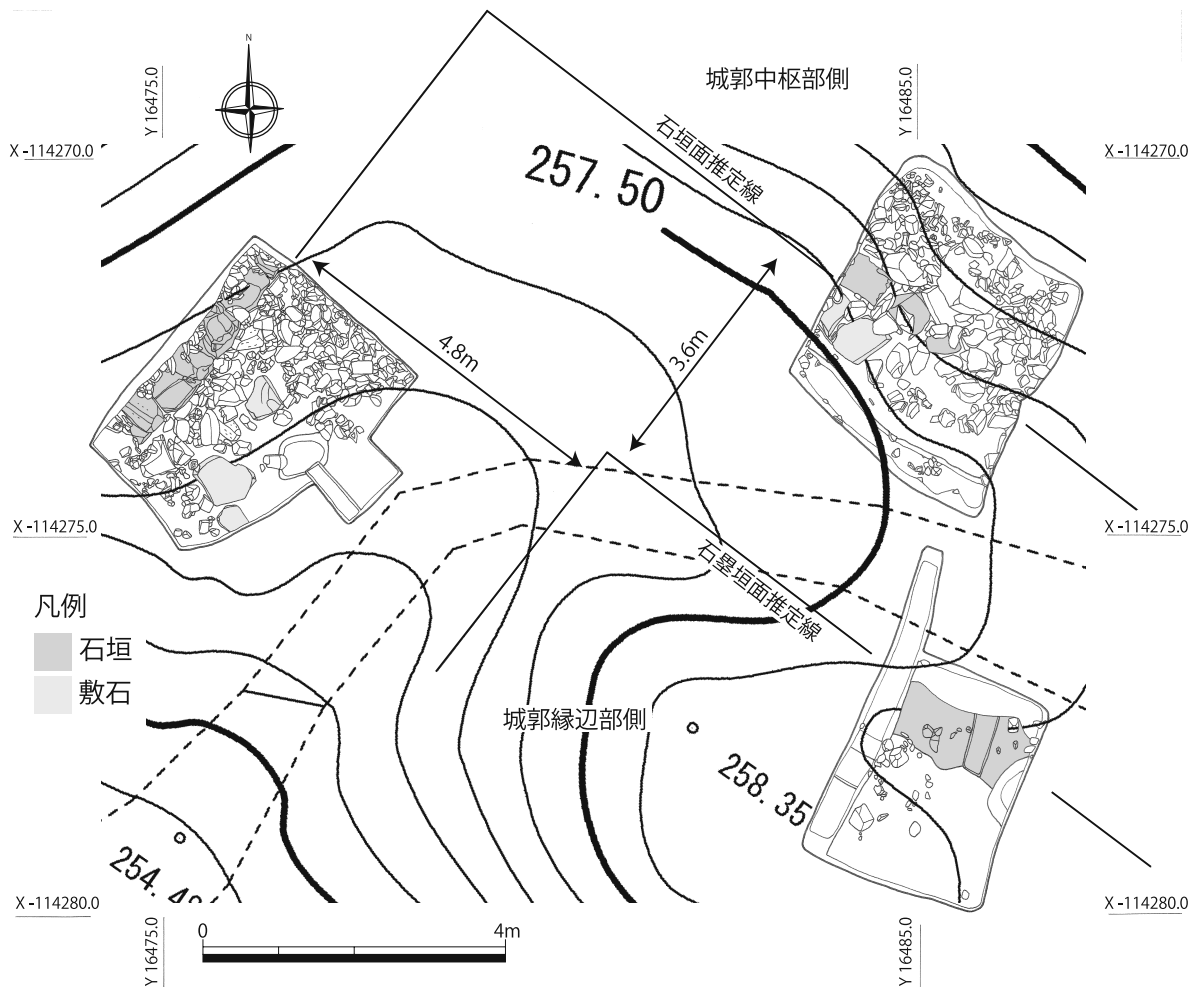 N
Y 16475.0
城郭中枢部側
Y 16485.0
X -114270.0
X -114270.0
石垣面推定線
257.50
4.8m
3.6m
X -114275.0
X -114275.0
石塁垣面推定線
凡例
石垣
敷石
城郭縁辺部側
258.35
X -114280.0
X -114280.0
Y 16475.0
0
4m
Y 16485.0